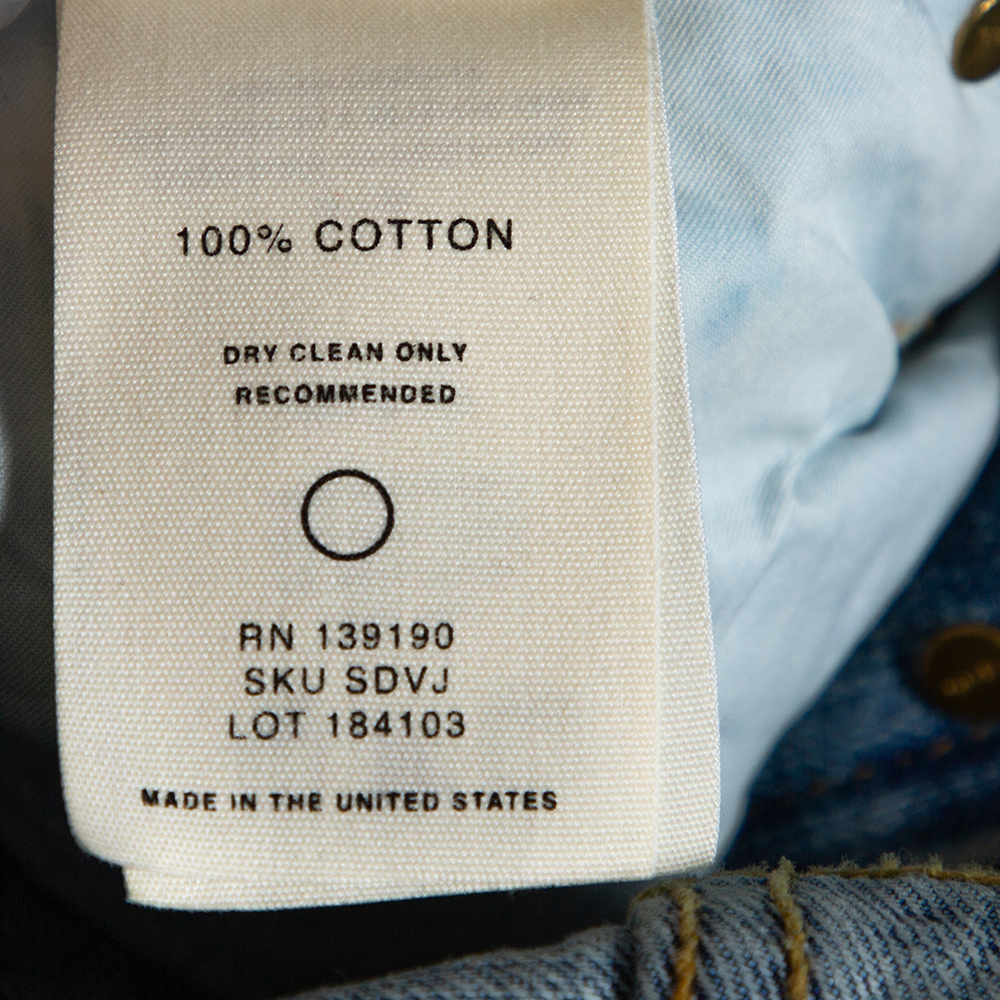 100% COTTON
DRY CLEAN ONLY
RECOMMENDED
RN 139190
SKU SDVJ
LOT 184103
MADE IN THE UNITED STATES